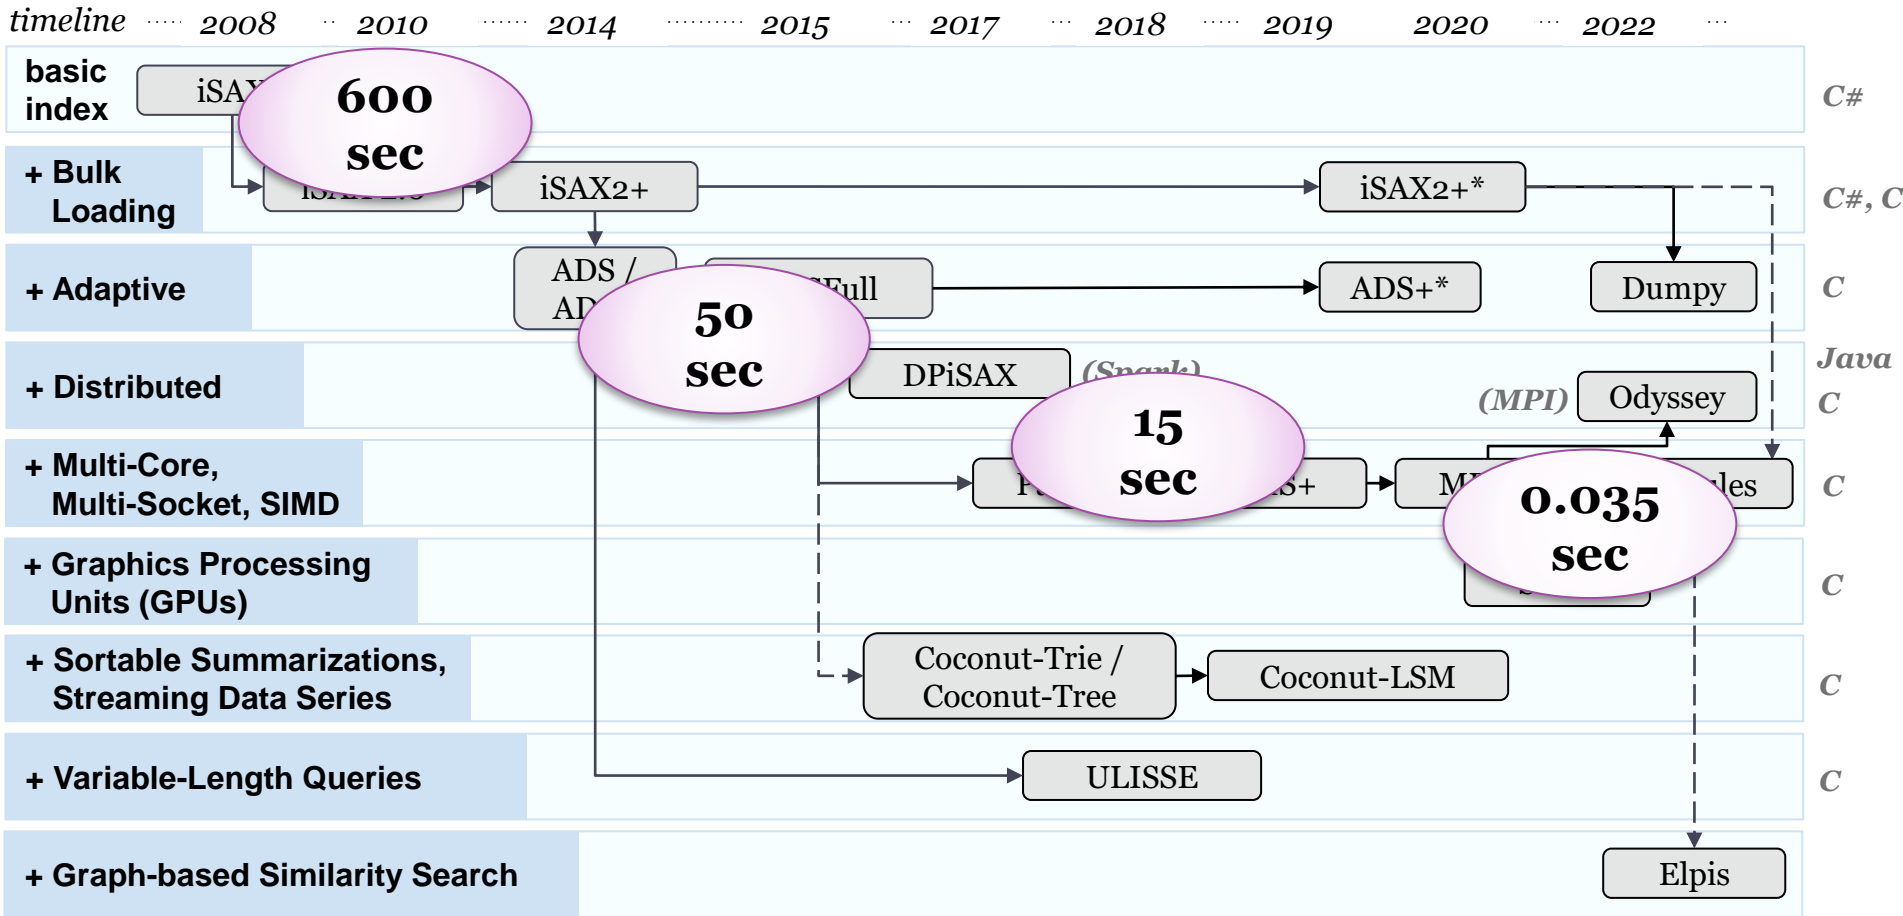 timeline ····· 2008 ·· 2010 ····· 2014 ········· 2015 ···· 2017 ··· 2018 ····· 2019 ···· 2020 ··· 2022 ···
basic
index
iSAX
600
sec
C#
+ Bulk
Loading
iSAX2+
iSAX2+*
C#, C
+ Adaptive
ADS /
Full
ADS+*
Dumpy
C
50
sec
+ Distributed
DPiSAX
(Spark)
(MPI)
Odyssey
Java
C
15
sec
+ Multi-Core,
Multi-Socket, SIMD
C
0.035
sec
+ Graphics Processing
Units (GPUs)
C
+ Sortable Summarizations,
Streaming Data Series
Coconut-Trie /
Coconut-Tree
Coconut-LSM
C
+ Variable-Length Queries
ULISSE
C
+ Graph-based Similarity Search
Elpis